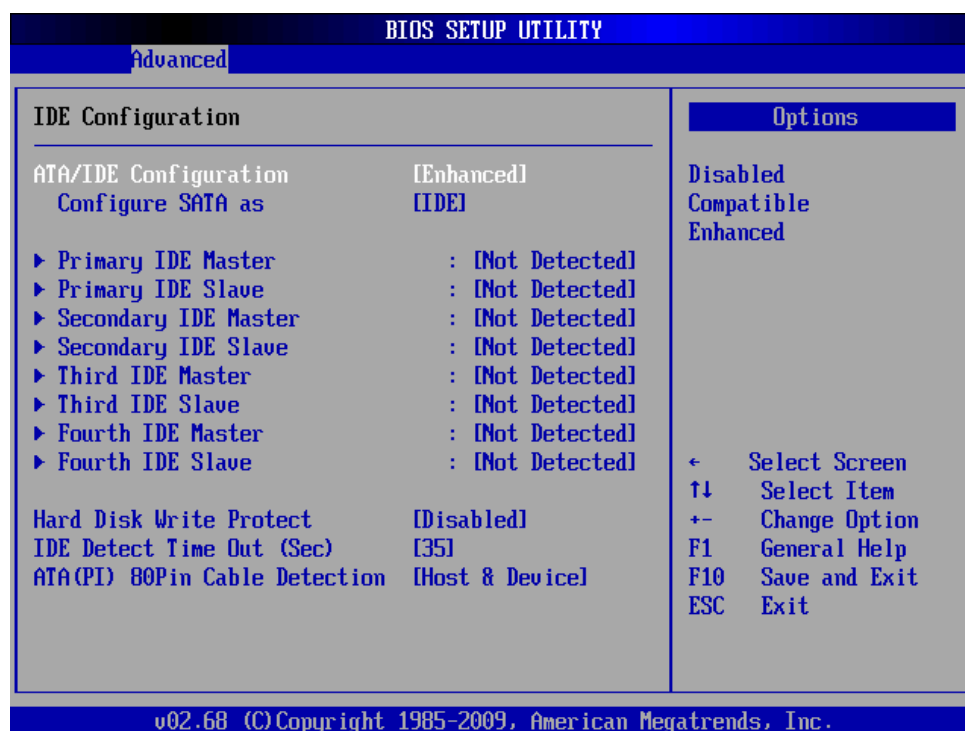 BIOS SETUP UTILITY
Advanced
IDE Configuration
ATA/IDE Configuration [Enhanced]
Configure SATA as [IDE]
Primary IDE Master : [Not Detected]
Primary IDE Slave : [Not Detected]
Secondary IDE Master : [Not Detected]
Secondary IDE Slave : [Not Detected]
Third IDE Master : [Not Detected]
Third IDE Slave : [Not Detected]
Fourth IDE Master : [Not Detected]
Fourth IDE Slave : [Not Detected]
Hard Disk Write Protect [Disabled]
IDE Detect Time Out (Sec) [35]
ATA(PI) 80Pin Cable Detection [Host & Device]
Options
Disabled
Compatible
Enhanced
← Select Screen
↑↓ Select Item
+- Change Option
F1 General Help
F10 Save and Exit
ESC Exit
v02.68 (C)Copyright 1985-2009, American Megatrends, Inc.